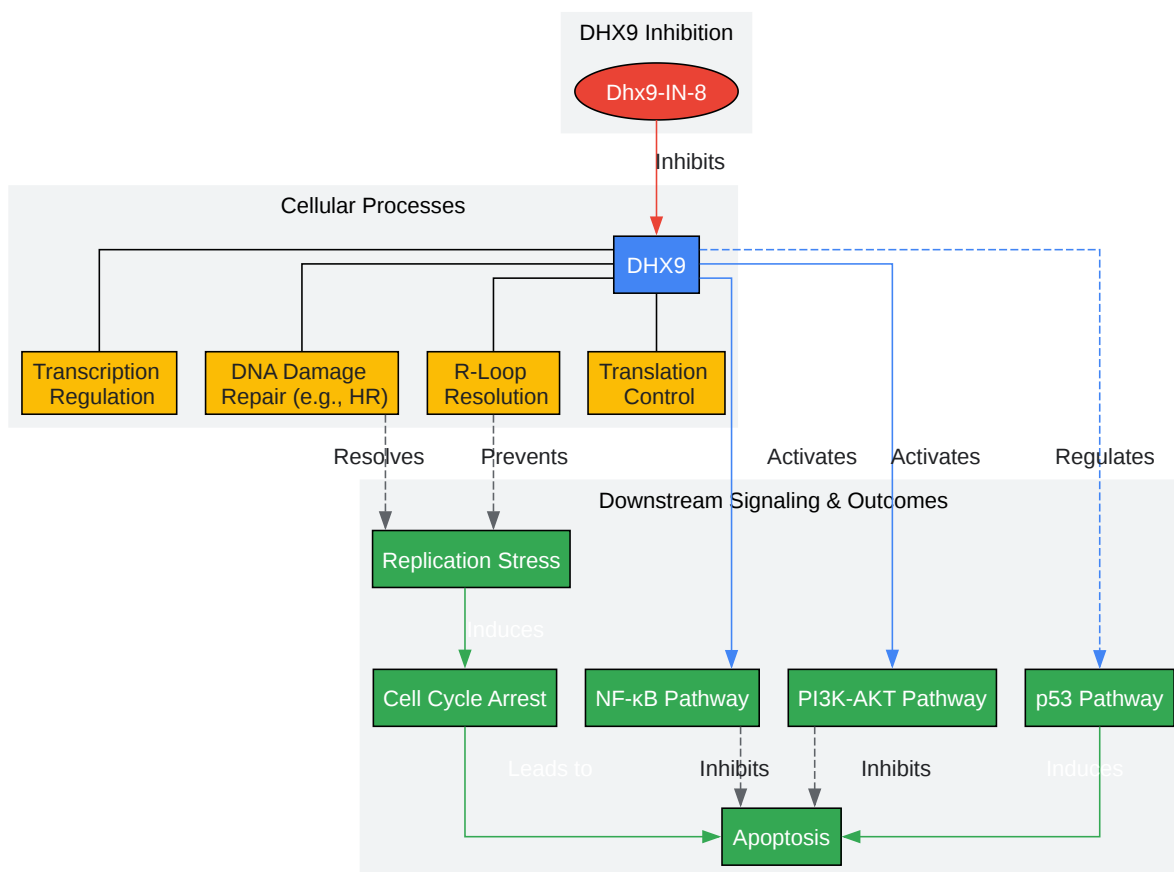 DHX9 Inhibition
Dhx9-IN-8
Inhibits
Cellular Processes
DHX9
Transcription
Regulation
DNA Damage
Repair (e.g., HR)
R-Loop
Resolution
Translation
Control
Resolves
Prevents
Activates
Activates
Regulates
Downstream Signaling & Outcomes
Replication Stress
Induces
Cell Cycle Arrest
NF-κB Pathway
PI3K-AKT Pathway
p53 Pathway
Leads to
Inhibits
Inhibits
Induces
Apoptosis